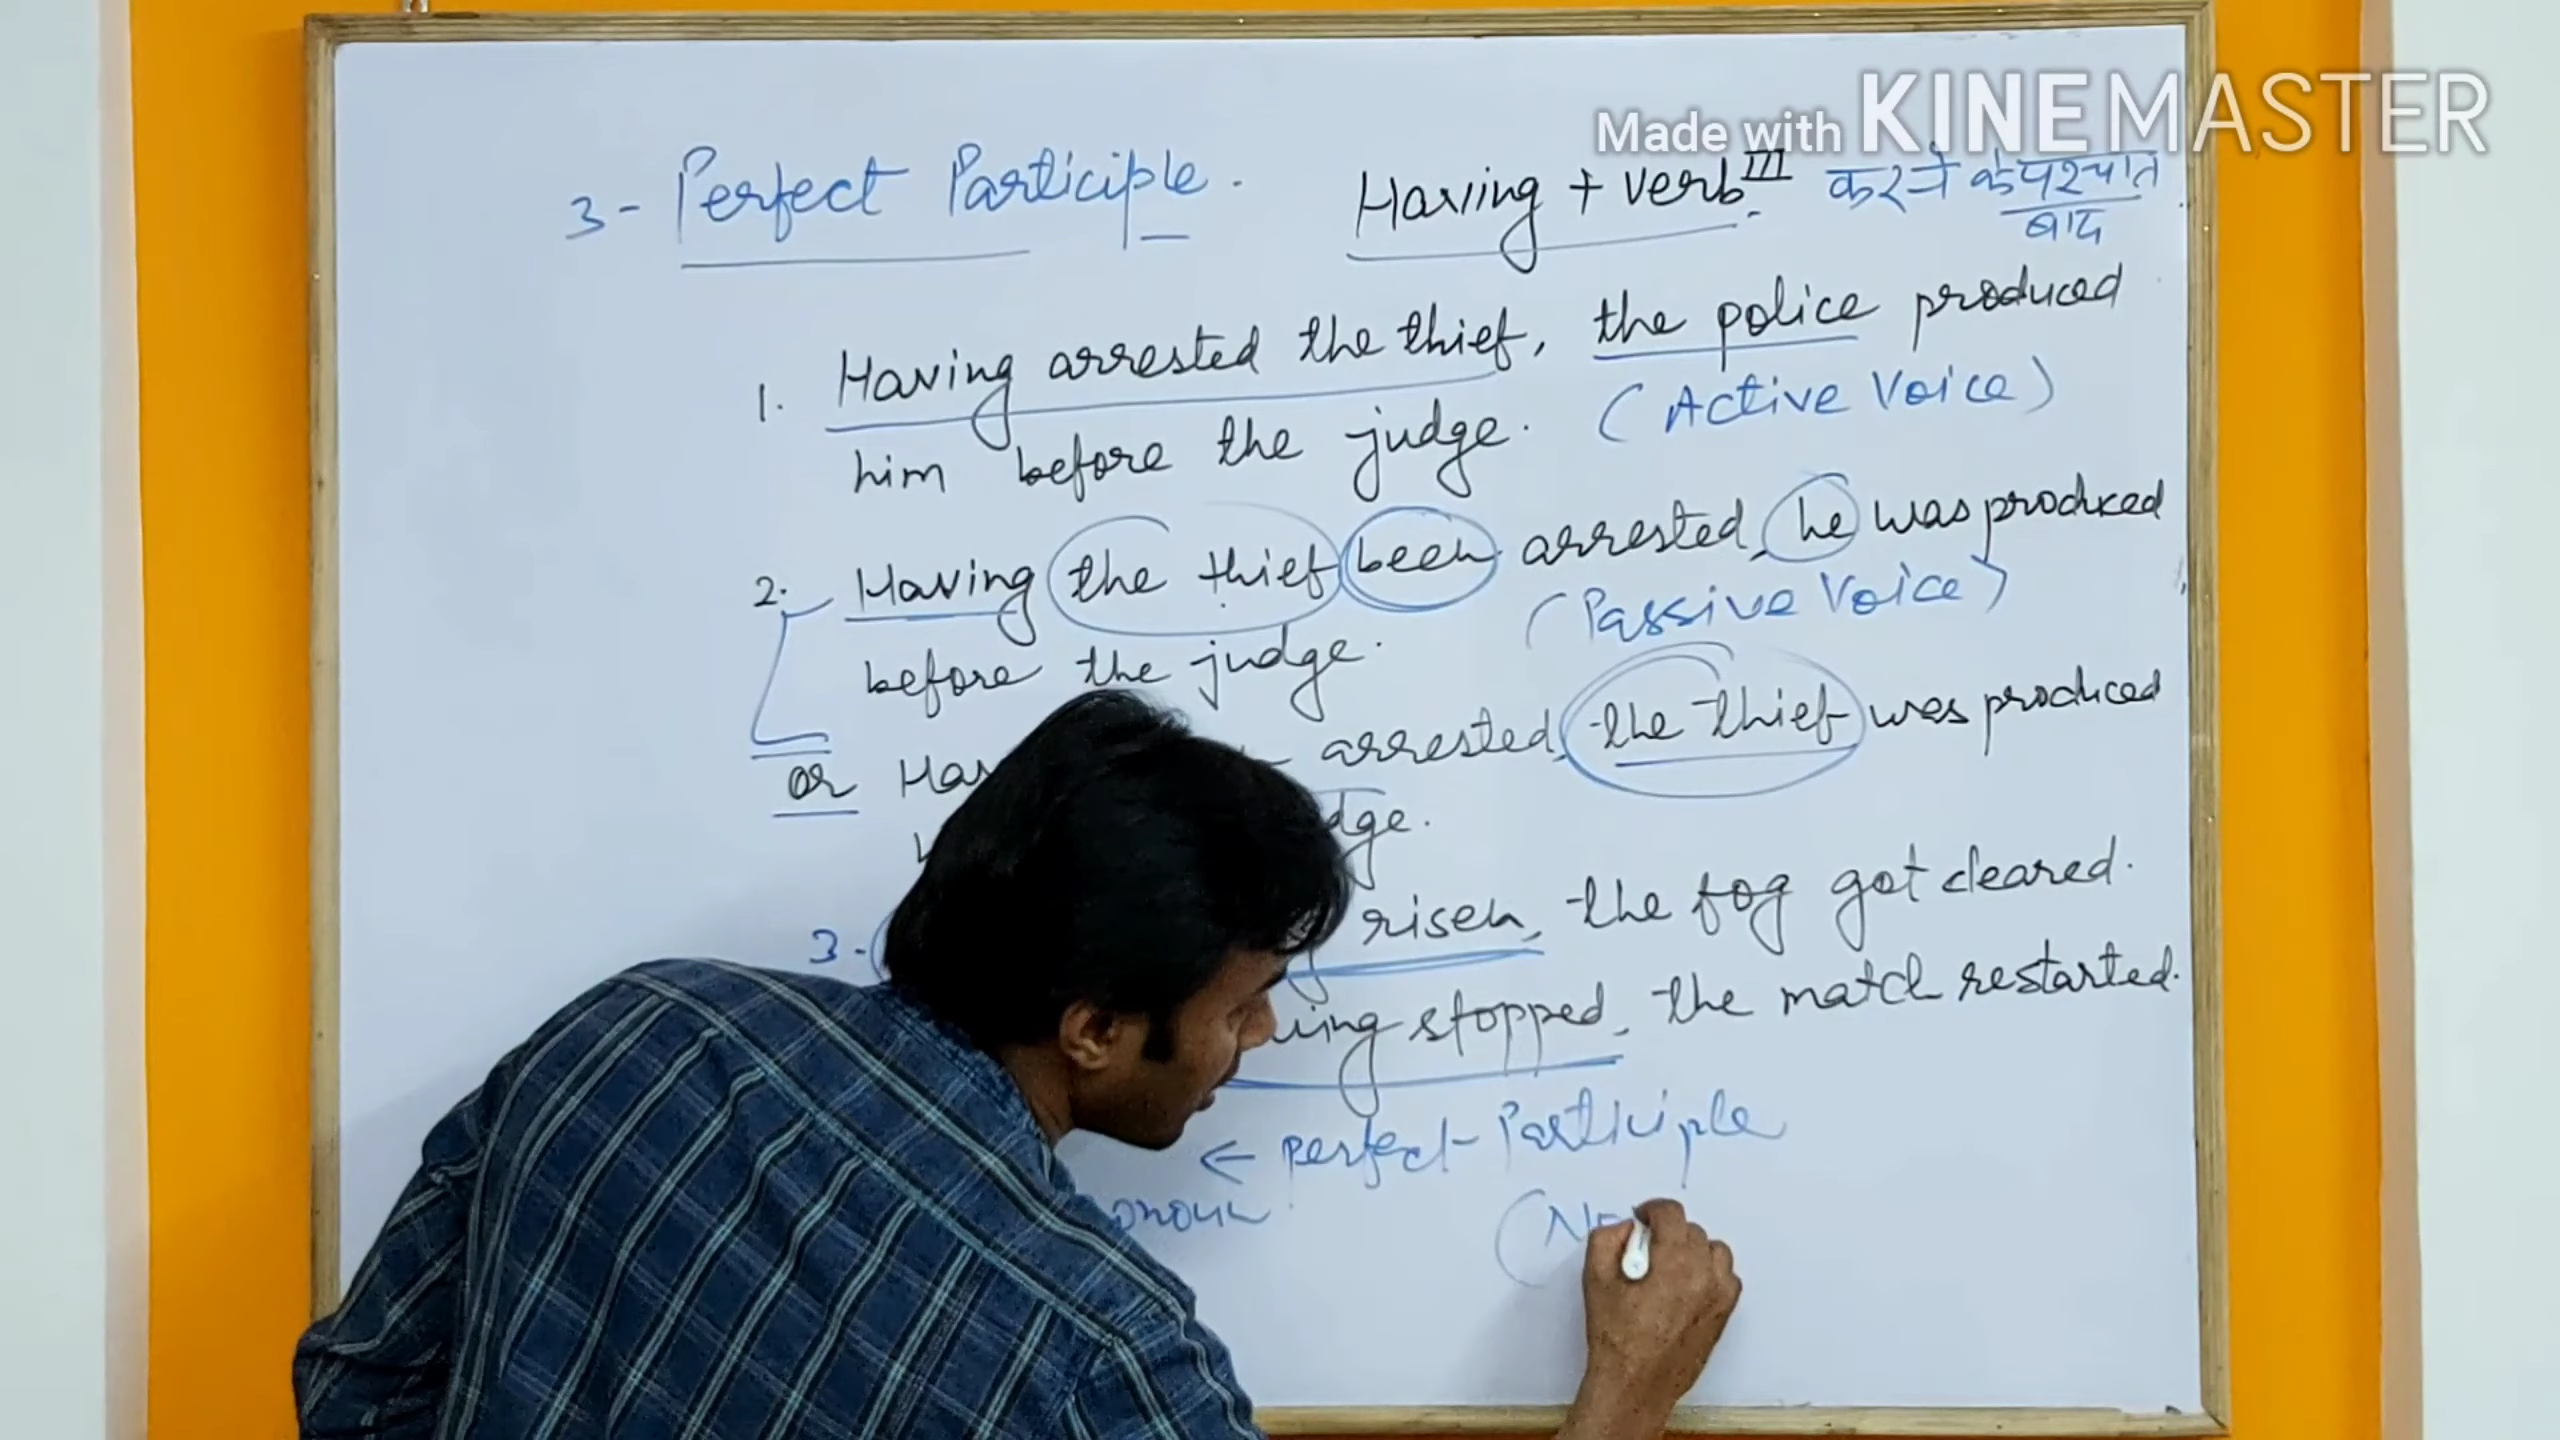 Made with KINEMASTER
3- Perfect Participle. Having + verb III करने के पश्चात
बाद
1. Having arrested the thief, the police produced
him before the judge. (Active Voice)
2. Having the thief been arrested, he was produced
before the judge. (Passive Voice)
or arrested, the thief was produced
3- risen, the fog got cleared.
stopped, the match restarted.
← Perfect Participle